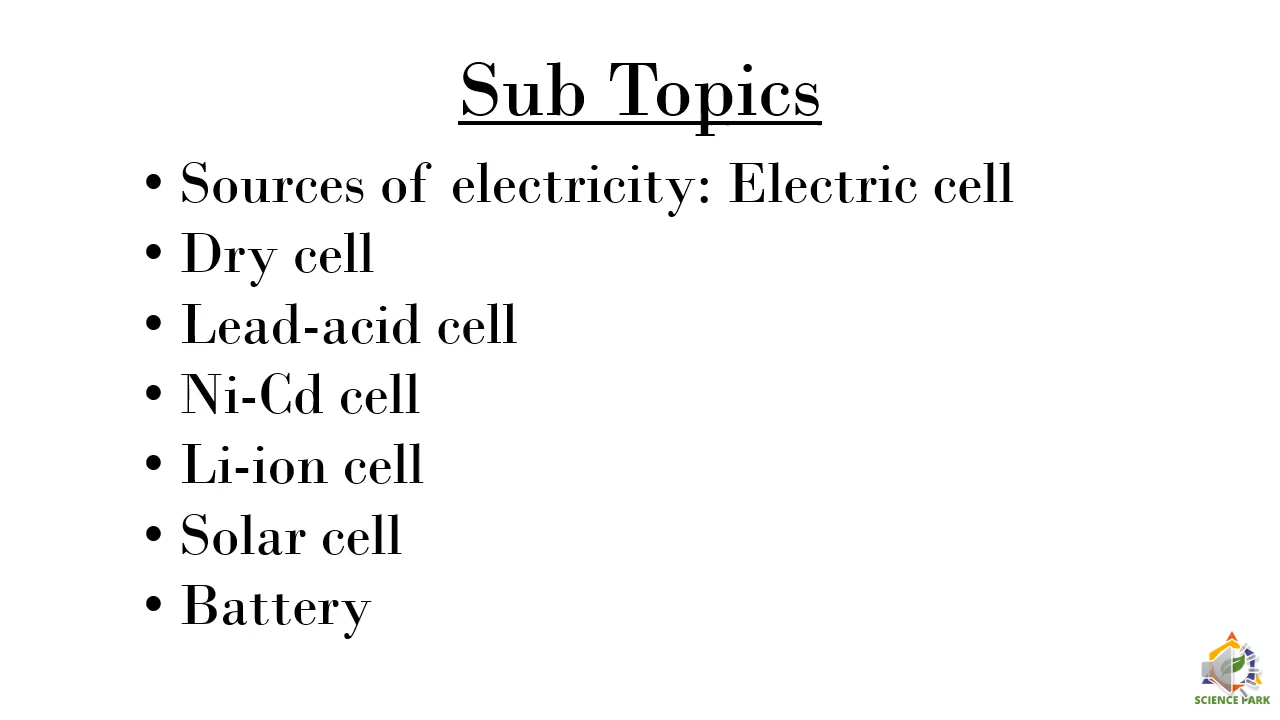 Sub Topics
• Sources of electricity: Electric cell
• Dry cell
• Lead-acid cell
• Ni-Cd cell
• Li-ion cell
• Solar cell
• Battery
SCIENCE PARK